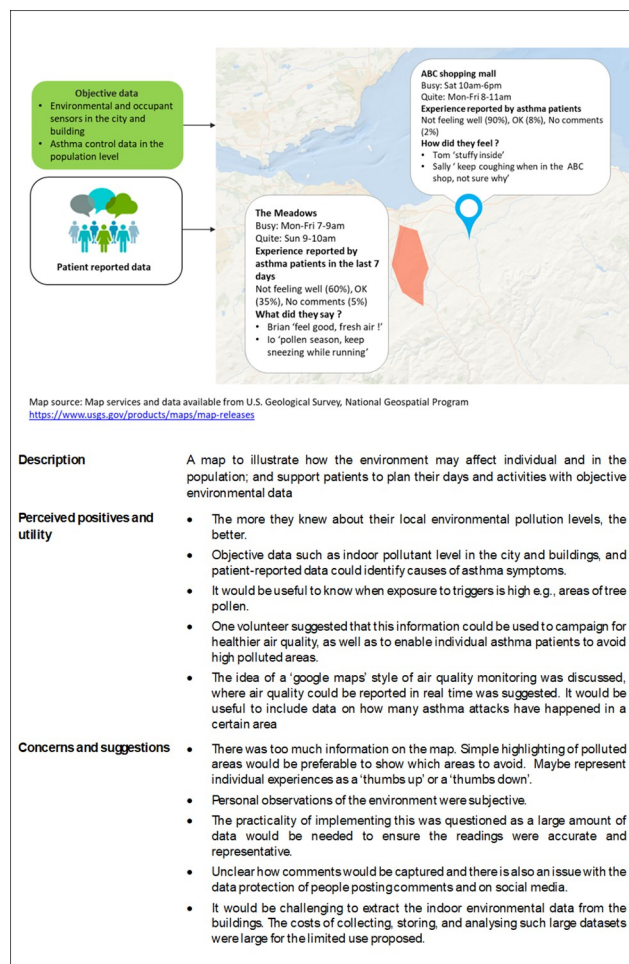 Objective data
• Environmental and occupant
sensors in the city and
building
• Asthma control data in the
population level
Patient reported data
ABC shopping mall
Busy: Sat 10am-6pm
Quite: Mon-Fri 8-11am
Experience reported by asthma patients
Not feeling well (90%), OK (8%), No comments
(2%)
How did they feel ?
• Tom 'stuffy inside'
• Sally ' keep coughing when in the ABC
shop, not sure why'
The Meadows
Busy: Mon-Fri 7-9am
Quite: Sun 9-10am
Experience reported by
asthma patients in the last 7
days
Not feeling well (60%), OK
(35%), No comments (5%)
What did they say ?
• Brian 'feel good, fresh air !'
• Io 'pollen season, keep
sneezing while running'
Map source: Map services and data available from U.S. Geological Survey, National Geospatial Program
https://www.usgs.gov/products/maps/map-releases
Description
A map to illustrate how the environment may affect individual and in the
population; and support patients to plan their days and activities with objective
environmental data
Perceived positives and
utility
• The more they knew about their local environmental pollution levels, the
better.
• Objective data such as indoor pollutant level in the city and buildings, and
patient-reported data could identify causes of asthma symptoms.
• It would be useful to know when exposure to triggers is high e.g., areas of tree
pollen.
• One volunteer suggested that this information could be used to campaign for
healthier air quality, as well as to enable individual asthma patients to avoid
high polluted areas.
• The idea of a 'google maps' style of air quality monitoring was discussed,
where air quality could be reported in real time was suggested. It would be
useful to include data on how many asthma attacks have happened in a
certain area
Concerns and suggestions
• There was too much information on the map. Simple highlighting of polluted
areas would be preferable to show which areas to avoid. Maybe represent
individual experiences as a 'thumbs up' or a 'thumbs down'.
• Personal observations of the environment were subjective.
• The practicality of implementing this was questioned as a large amount of
data would be needed to ensure the readings were accurate and
representative.
• Unclear how comments would be captured and there is also an issue with the
data protection of people posting comments and on social media.
• It would be challenging to extract the indoor environmental data from the
buildings. The costs of collecting, storing, and analysing such large datasets
were large for the limited use proposed.